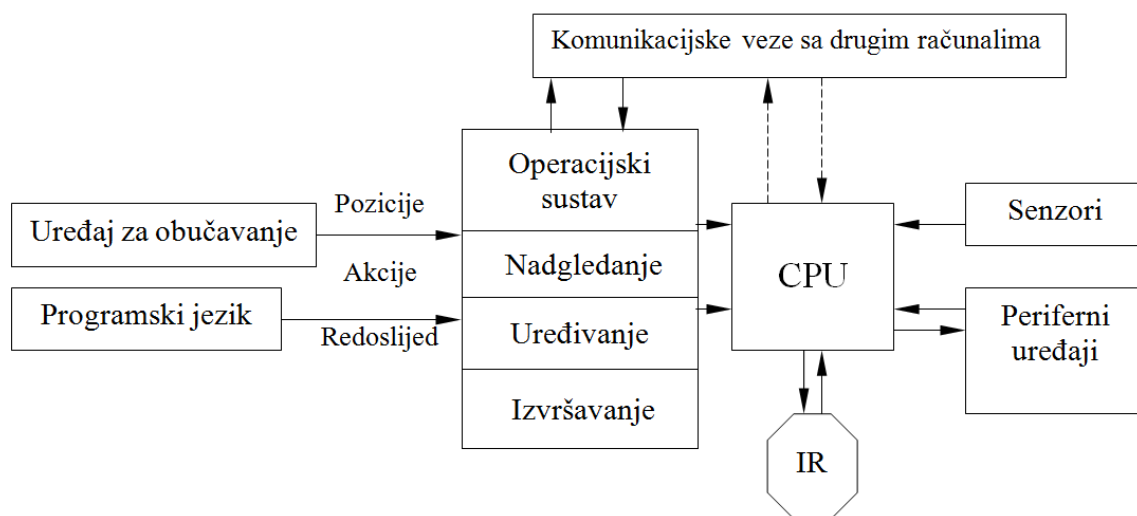 Komunikacijske veze sa drugim računalima
Operacijski
sustav
Pozicije
Uređaj za obučavanje
Akcije
Programski jezik
Redoslijed
Nadgledanje
Uređivanje
Izvršavanje
CPU
Senzori
Periferni
uređaji
IR